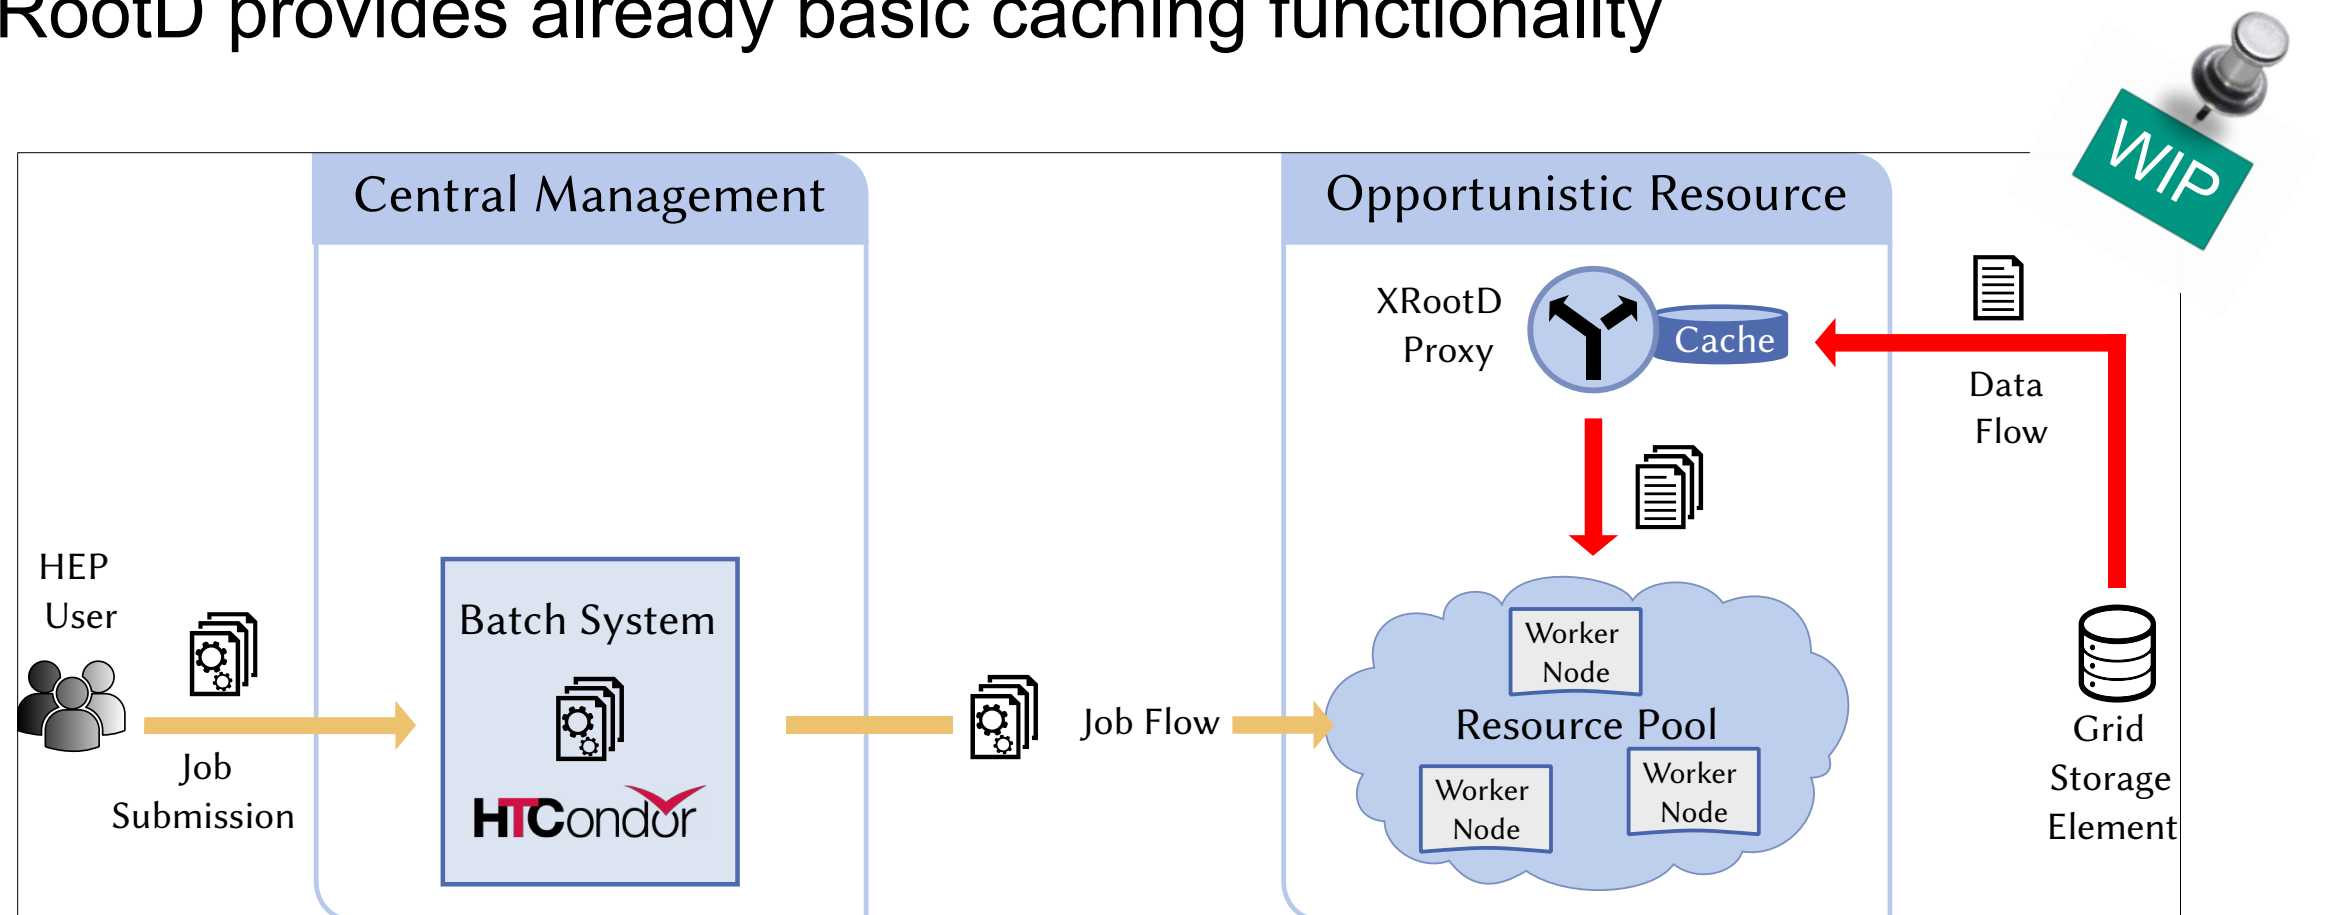 RootD provides already basic caching functionality
WIP
Central Management
Opportunistic Resource
XRootD
Proxy
Cache
Data
Flow
HEP
User
Job
Submission
Batch System
HTCondor
Job Flow
Worker
Node
Resource Pool
Worker
Node
Worker
Node
Grid
Storage
Element